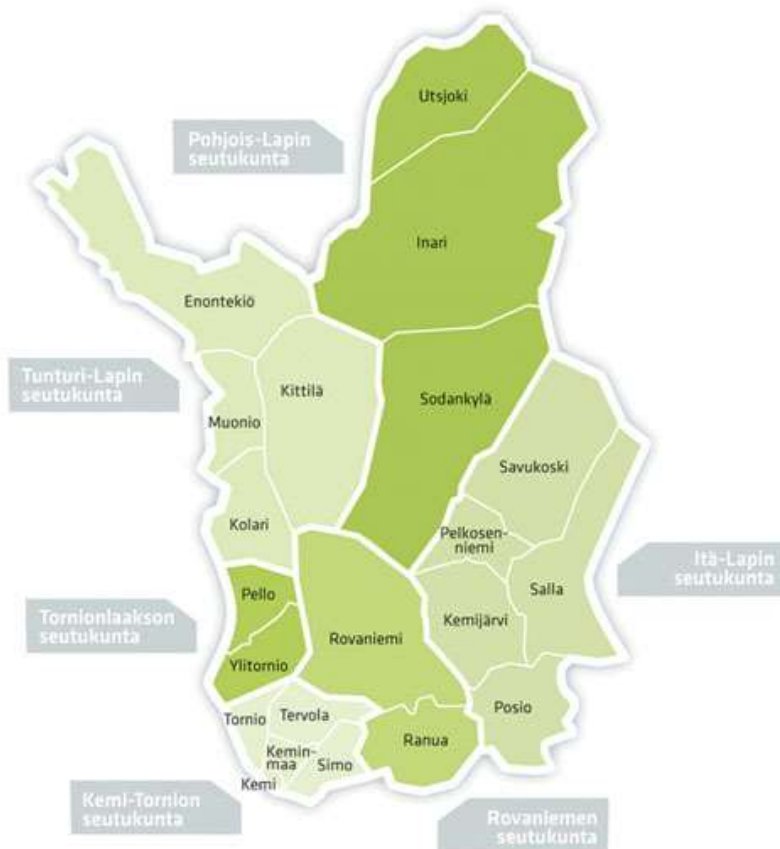 Utsjoki
Pohjois-Lapin
seutukunta
Inari
Enontekiö
Tunturi-Lapin
seutukunta
Kittilä
Sodankylä
Muonio
Savukoski
Kolari
Pelkosen-
niemi
Itä-Lapin
seutukunta
Salla
Pello
Tornionlaakson
seutukunta
Kemijärvi
Rovaniemi
Ylitornio
Posio
Tornio
Tervola
Ranua
Kemin-
maa
Simo
Kemi
Kemi-Tornion
seutukunta
Rovaniemen
seutukunta